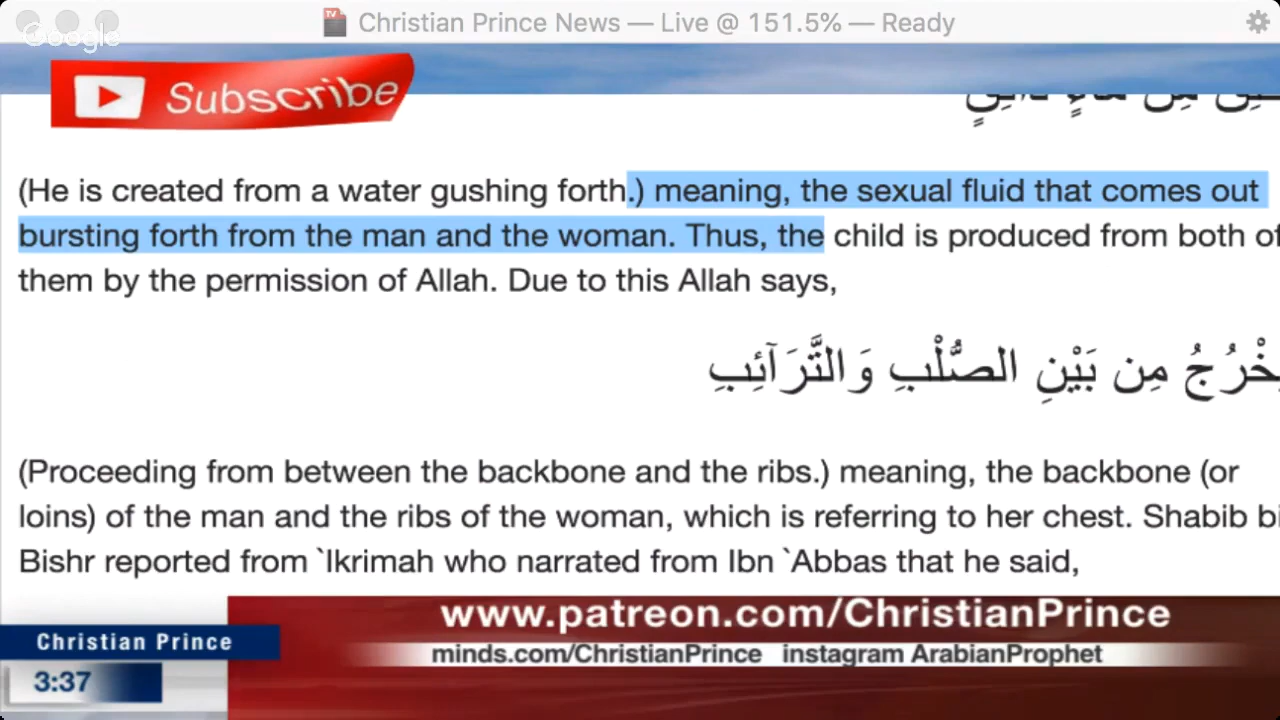 Christian Prince News — Live @ 151.5% — Ready
Google
Subscribe
(He is created from a water gushing forth.) meaning, the sexual fluid that comes out
bursting forth from the man and the woman. Thus, the child is produced from both of
them by the permission of Allah. Due to this Allah says,
مِن بَيْنِ الصُّلْبِ وَالتَّرَآئِبِ
(Proceeding from between the backbone and the ribs.) meaning, the backbone (or
loins) of the man and the ribs of the woman, which is referring to her chest. Shabib bi
Bishr reported from `Ikrimah who narrated from Ibn `Abbas that he said,
www.patreon.com/ChristianPrince
Christian Prince
minds.com/ChristianPrince instagram ArabianProphet
3:37